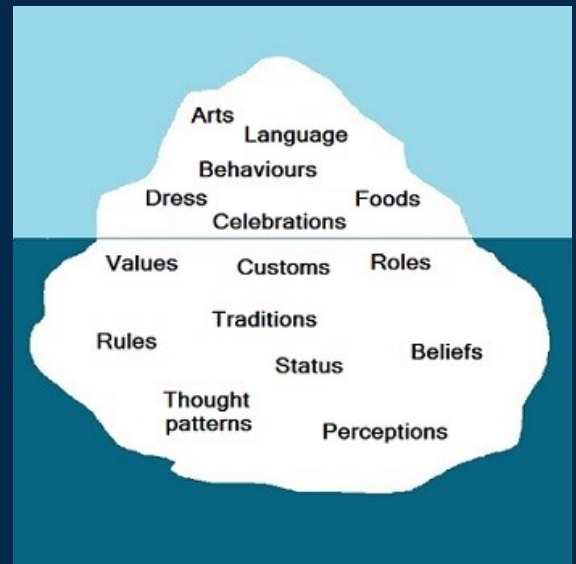 Arts
Language
Behaviours
Dress
Foods
Celebrations
Values
Customs
Roles
Traditions
Rules
Beliefs
Status
Thought
patterns
Perceptions